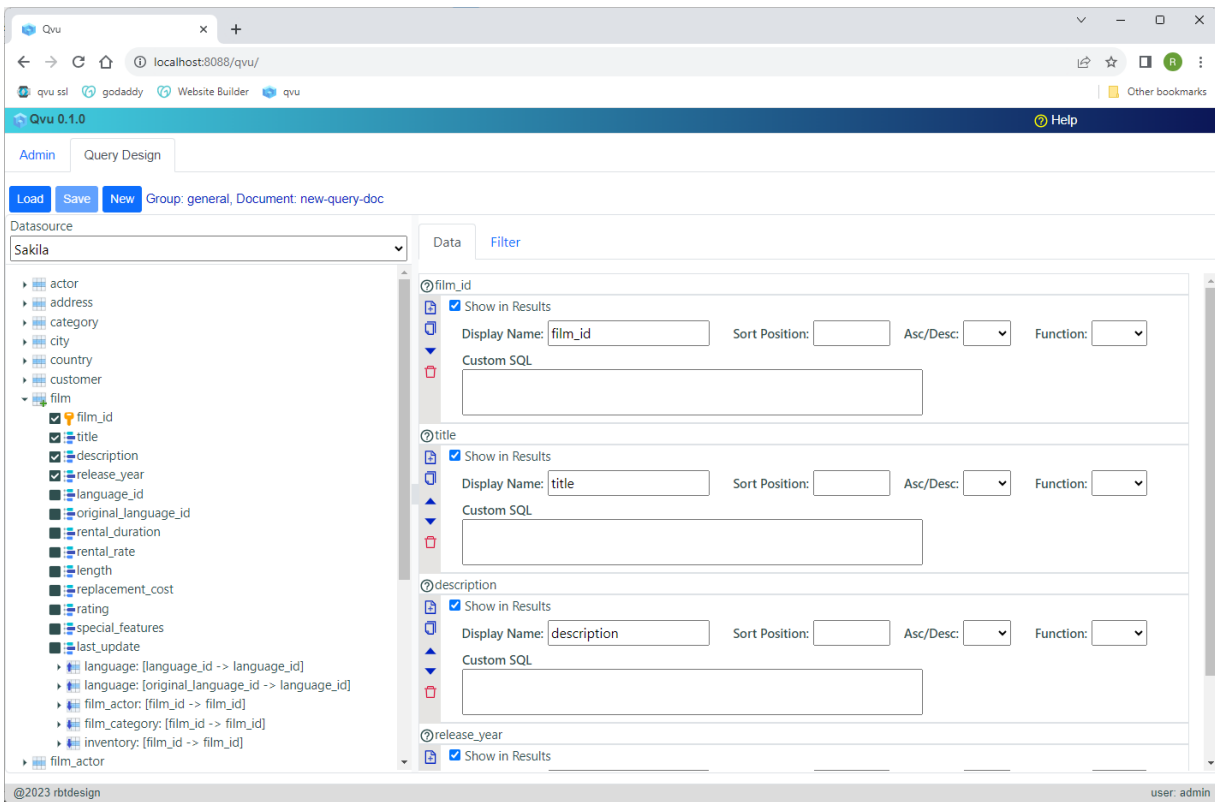 Qvu
localhost:8088/qvu/
R
qvu ssl godaddy Website Builder qvu Other bookmarks
Qvu 0.1.0 Help
Admin Query Design
Load Save New Group: general, Document: new-query-doc
Datasource
Sakila
actor
address
category
city
country
customer
film
film_id
title
description
release_year
language_id
original_language_id
rental_duration
rental_rate
length
replacement_cost
rating
special_features
last_update
language: [language_id -> language_id]
language: [original_language_id -> language_id]
film_actor: [film_id -> film_id]
film_category: [film_id -> film_id]
inventory: [film_id -> film_id]
film_actor
Data Filter
film_id
Show in Results
Display Name: film_id Sort Position: Asc/Desc: Function:
Custom SQL
title
Show in Results
Display Name: title Sort Position: Asc/Desc: Function:
Custom SQL
description
Show in Results
Display Name: description Sort Position: Asc/Desc: Function:
Custom SQL
release_year
Show in Results
@2023 rbtdesign user: admin